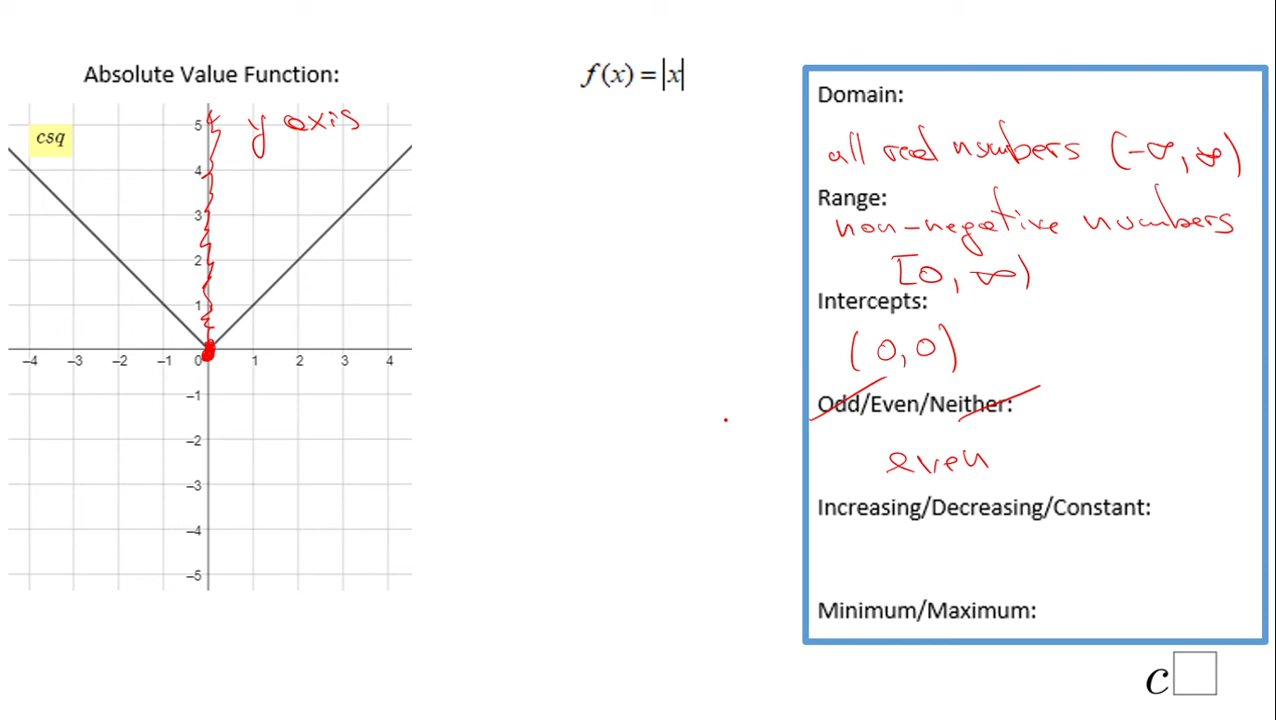 Absolute Value Function:
f(x) = |x|
csq
y axis
5
4
3
2
1
–4 –3 –2 –1 0 1 2 3 4
–1
–2
–3
–4
–5
Domain:
all real numbers (-∞, ∞)
Range:
non-negative numbers
[0, ∞)
Intercepts:
(0,0)
Odd/Even/Neither:
even
Increasing/Decreasing/Constant:
Minimum/Maximum:
c